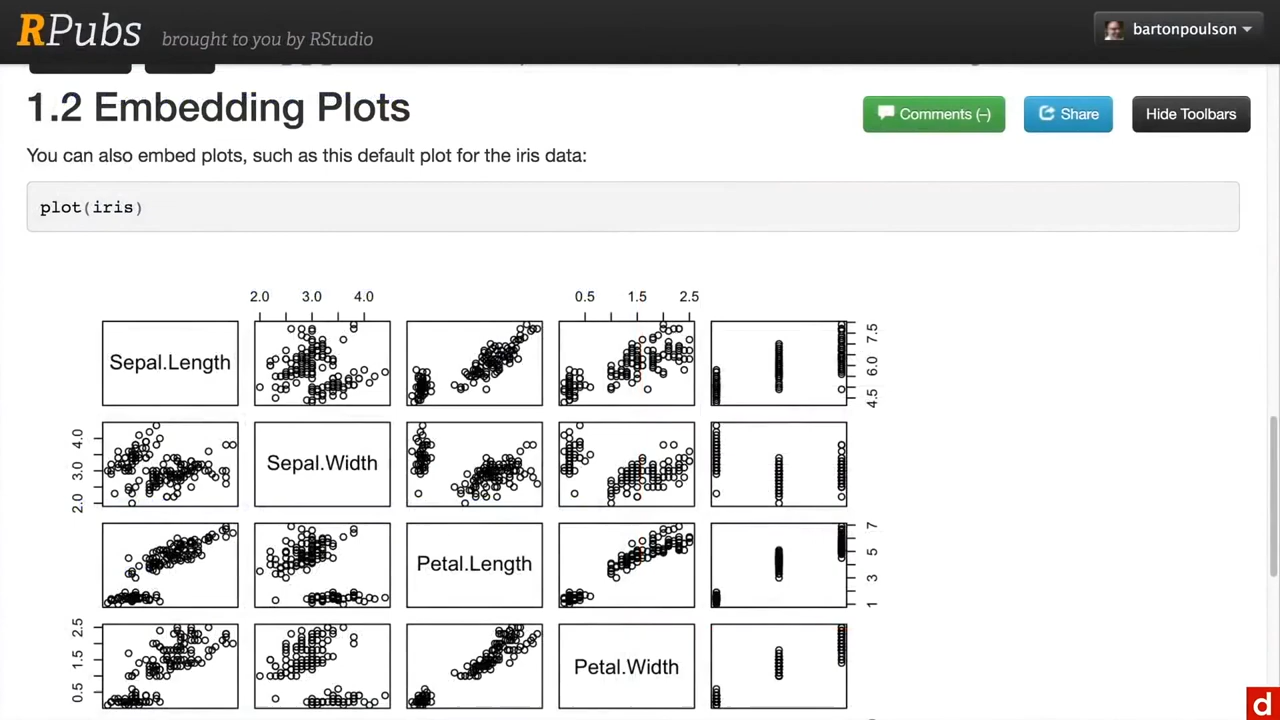 RPubs brought to you by RStudio
bartonpoulson
1.2 Embedding Plots
Comments (–)
Share
Hide Toolbars
You can also embed plots, such as this default plot for the iris data:
plot(iris)
2.0 3.0 4.0
0.5 1.5 2.5
Sepal.Length
4.5 6.0 7.5
2.0 3.0 4.0
Sepal.Width
Petal.Length
1 3 5 7
0.5 1.5 2.5
Petal.Width
d